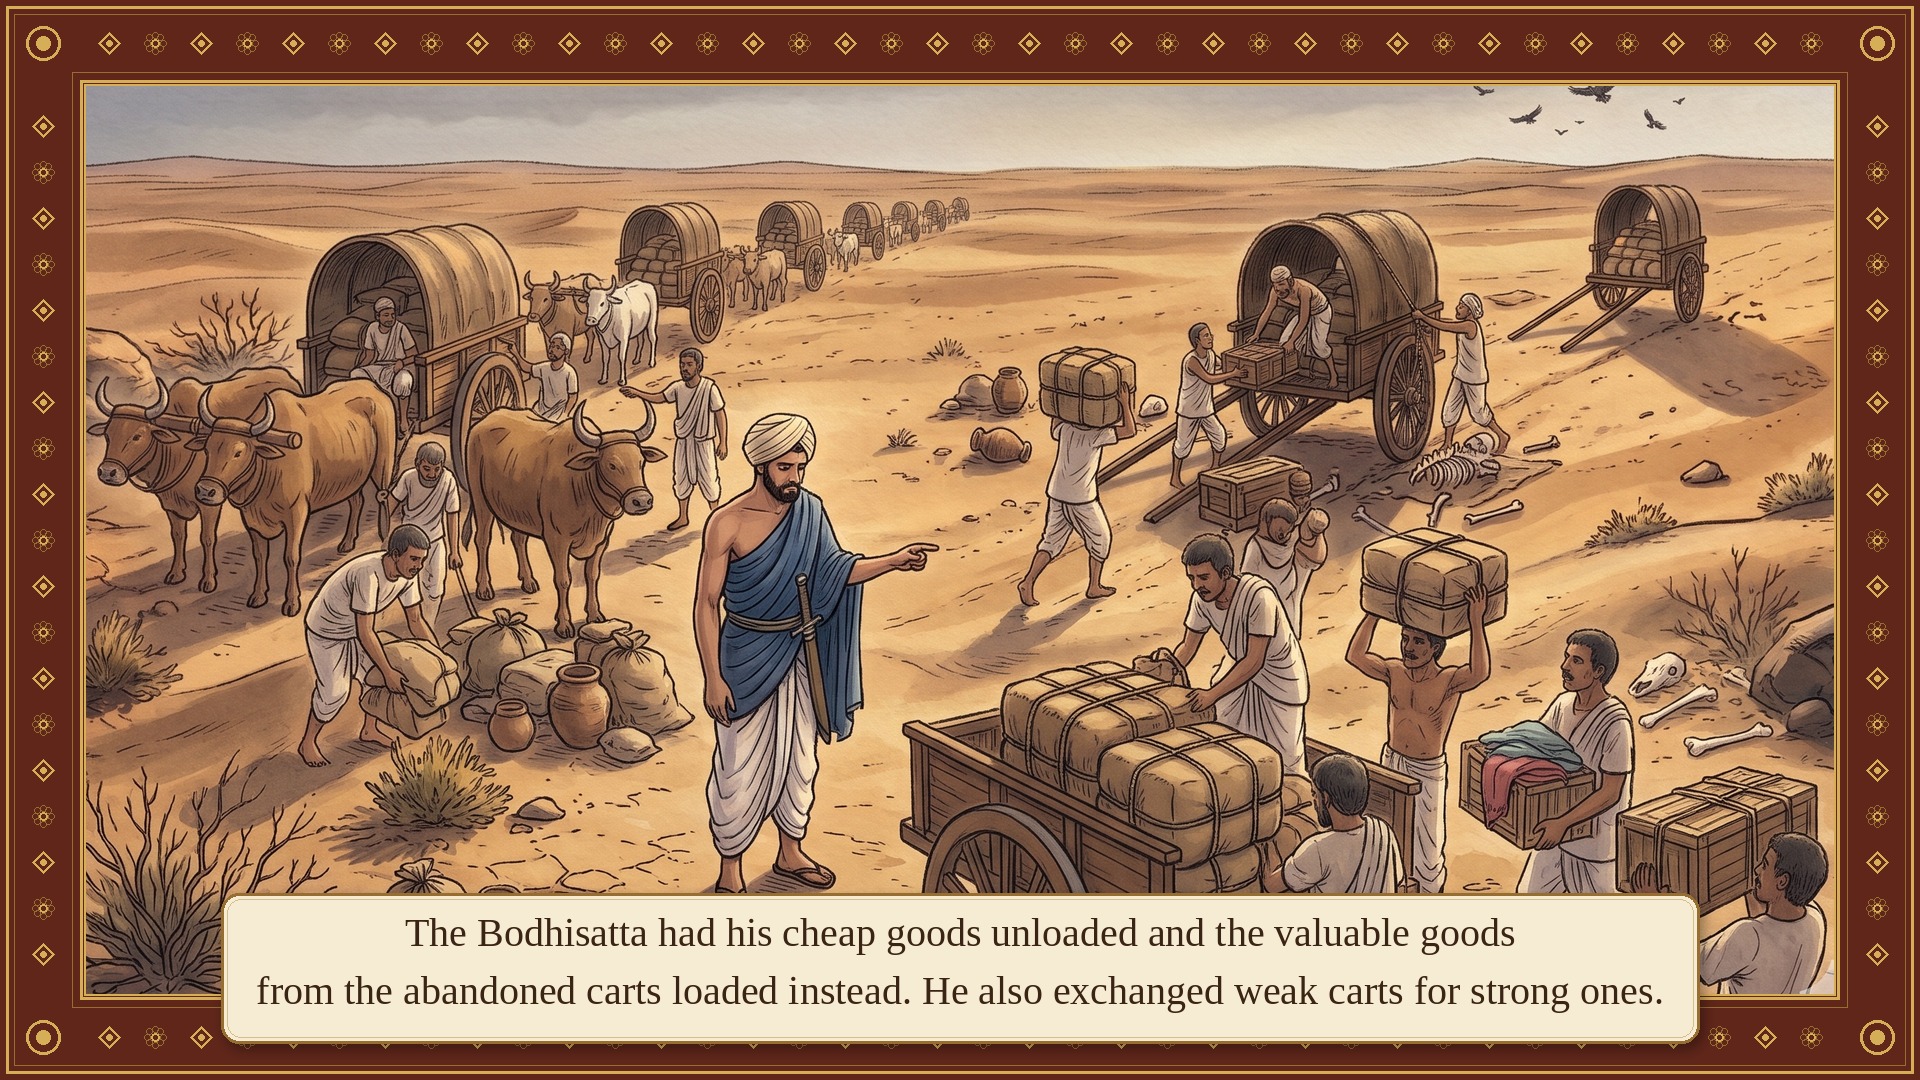 The Bodhisatta had his cheap goods unloaded and the valuable goods
from the abandoned carts loaded instead. He also exchanged weak carts for strong ones.